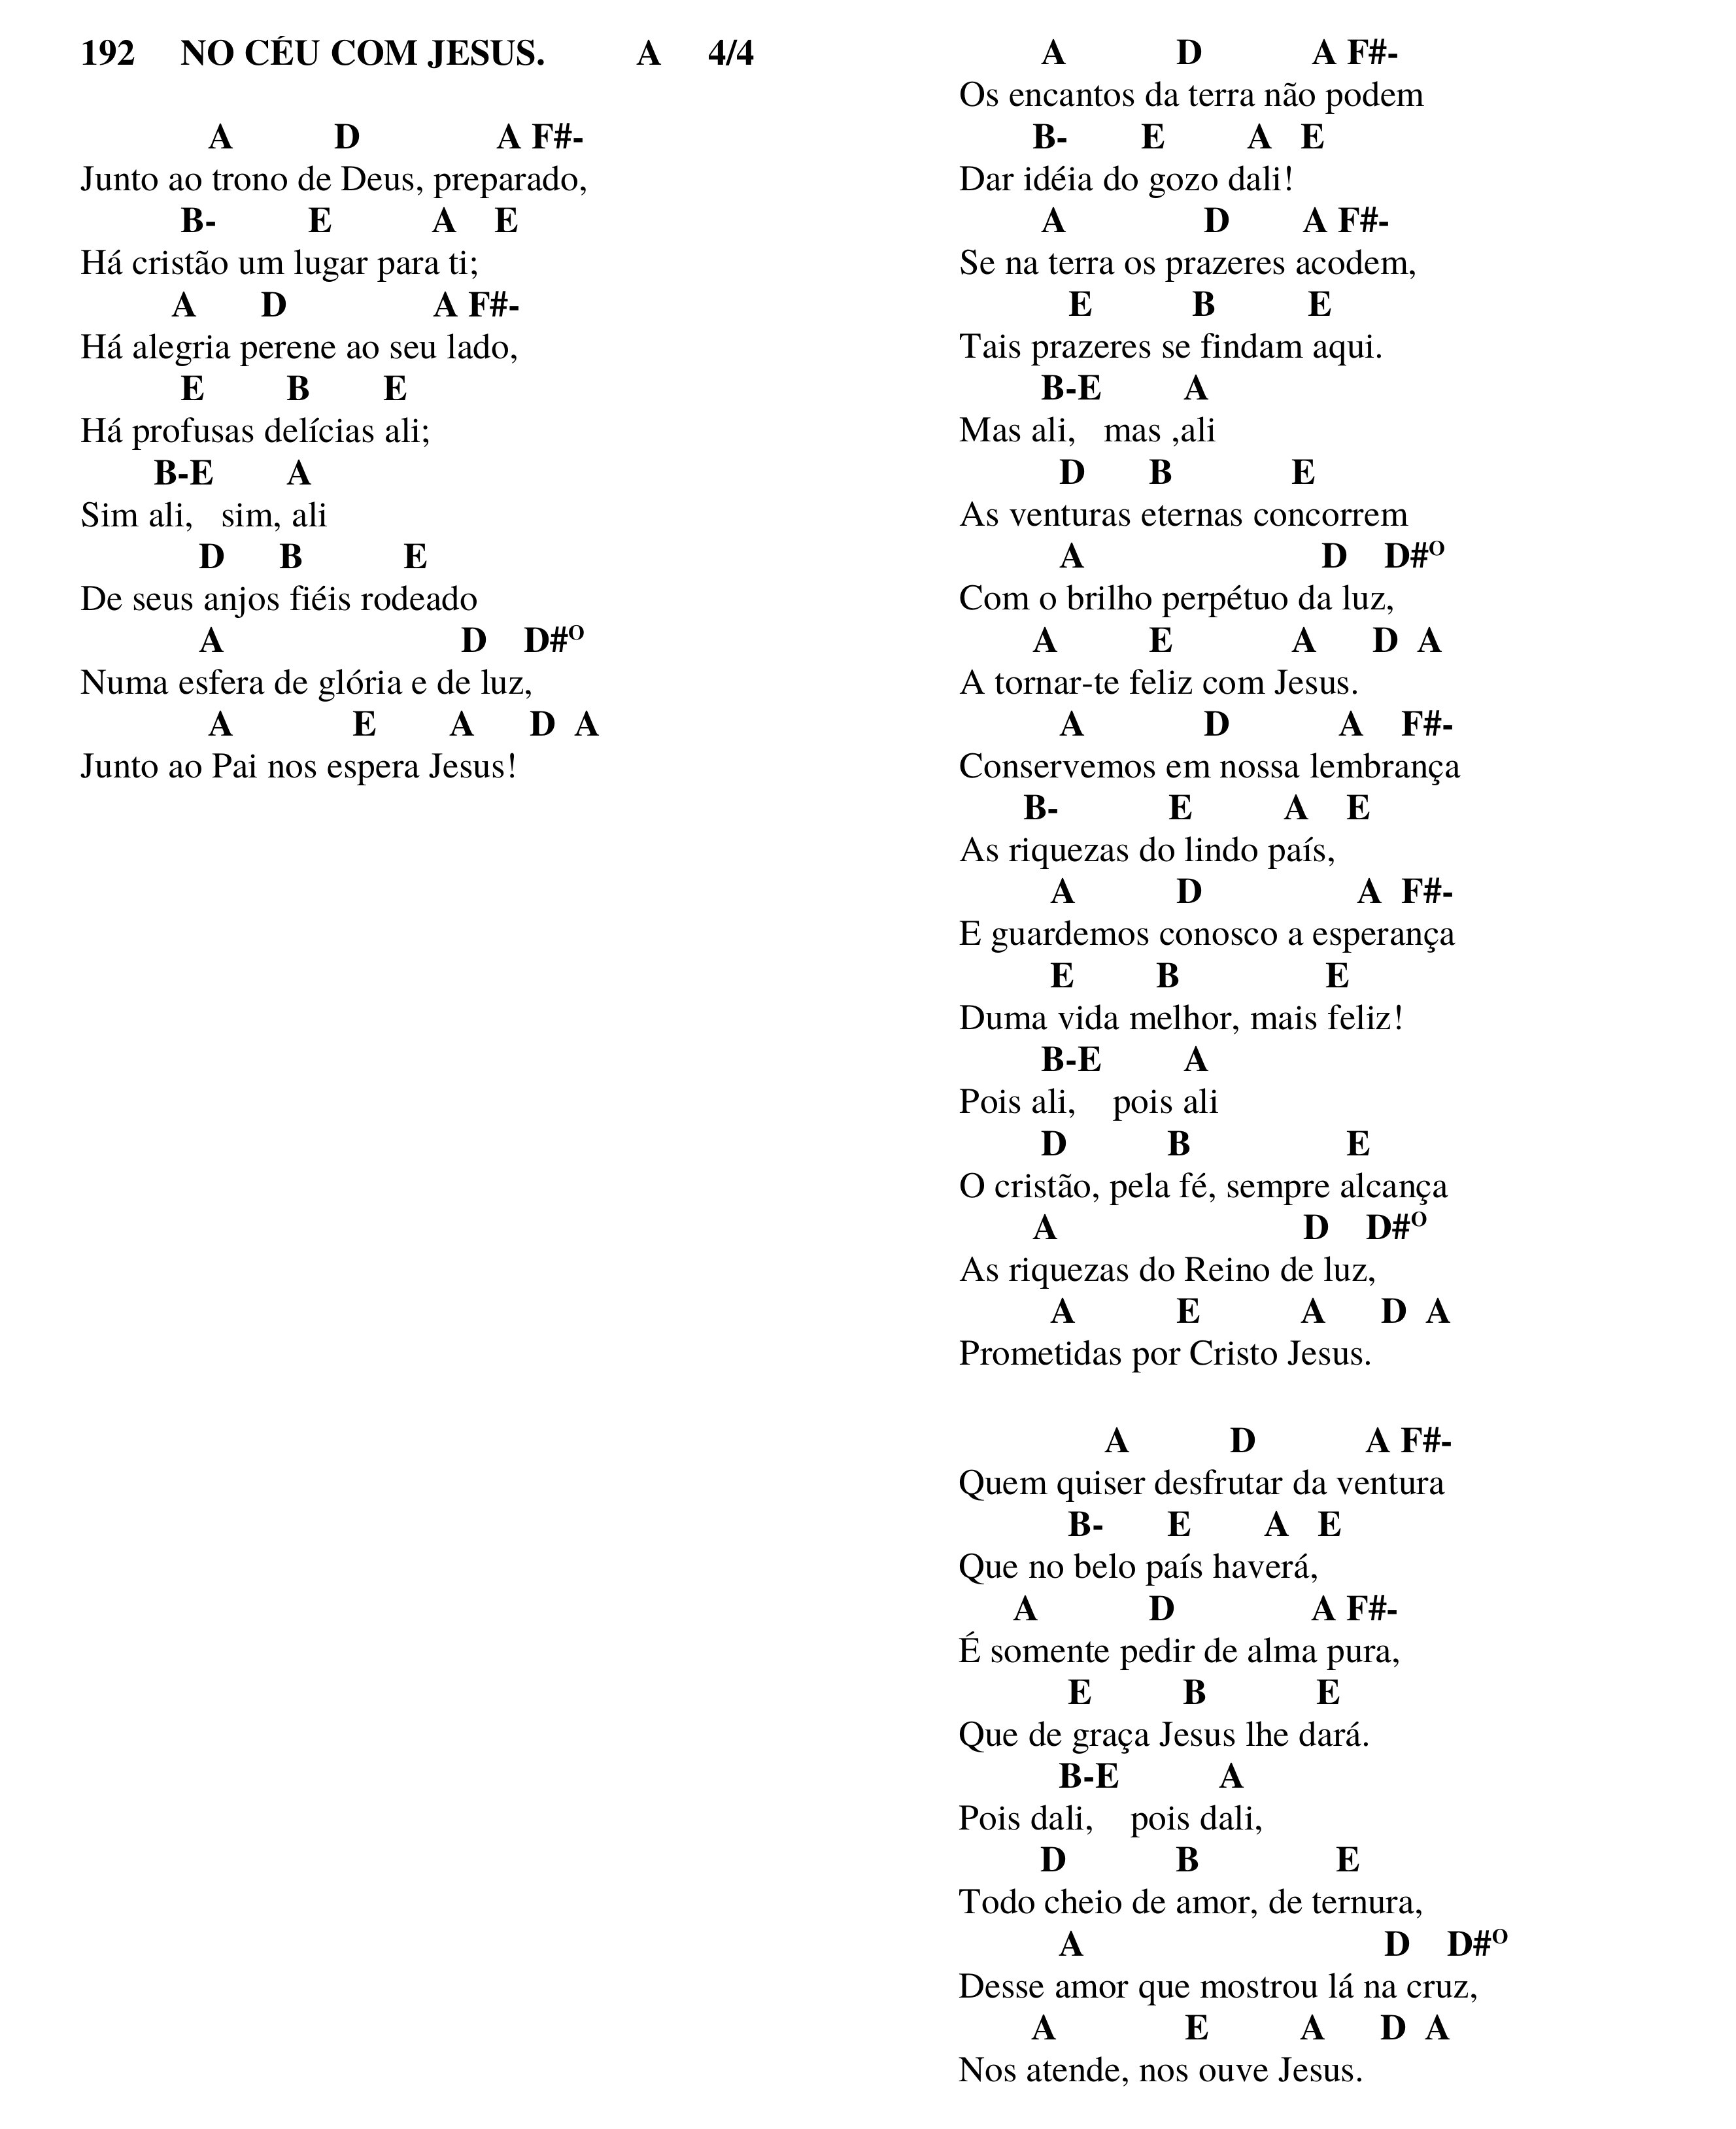 192 NO CÉU COM JESUS. A 4/4
A D A F#-
Junto ao trono de Deus, preparado,
B- E A E
Há cristão um lugar para ti;
A D A F#-
Há alegria perene ao seu lado,
E B E
Há profusas delícias ali;
B-E A
Sim ali, sim, ali
D B E
De seus anjos fiéis rodeado
A D D#º
Numa esfera de glória e de luz,
A E A D A
Junto ao Pai nos espera Jesus!
A D A F#-
Os encantos da terra não podem
B- E A E
Dar idéia do gozo dali!
A D A F#-
Se na terra os prazeres acodem,
E B E
Tais prazeres se findam aqui.
B-E A
Mas ali, mas ,ali
D B E
As venturas eternas concorrem
A D D#º
Com o brilho perpétuo da luz,
A E A D A
A tornar-te feliz com Jesus.
A D A F#-
Conservemos em nossa lembrança
B- E A E
As riquezas do lindo país,
A D A F#-
E guardemos conosco a esperança
E B E
Duma vida melhor, mais feliz!
B-E A
Pois ali, pois ali
D B E
O cristão, pela fé, sempre alcança
A D D#º
As riquezas do Reino de luz,
A E A D A
Prometidas por Cristo Jesus.
A D A F#-
Quem quiser desfrutar da ventura
B- E A E
Que no belo país haverá,
A D A F#-
É somente pedir de alma pura,
E B E
Que de graça Jesus lhe dará.
B-E A
Pois dali, pois dali,
D B E
Todo cheio de amor, de ternura,
A D D#º
Desse amor que mostrou lá na cruz,
A E A D A
Nos atende, nos ouve Jesus.